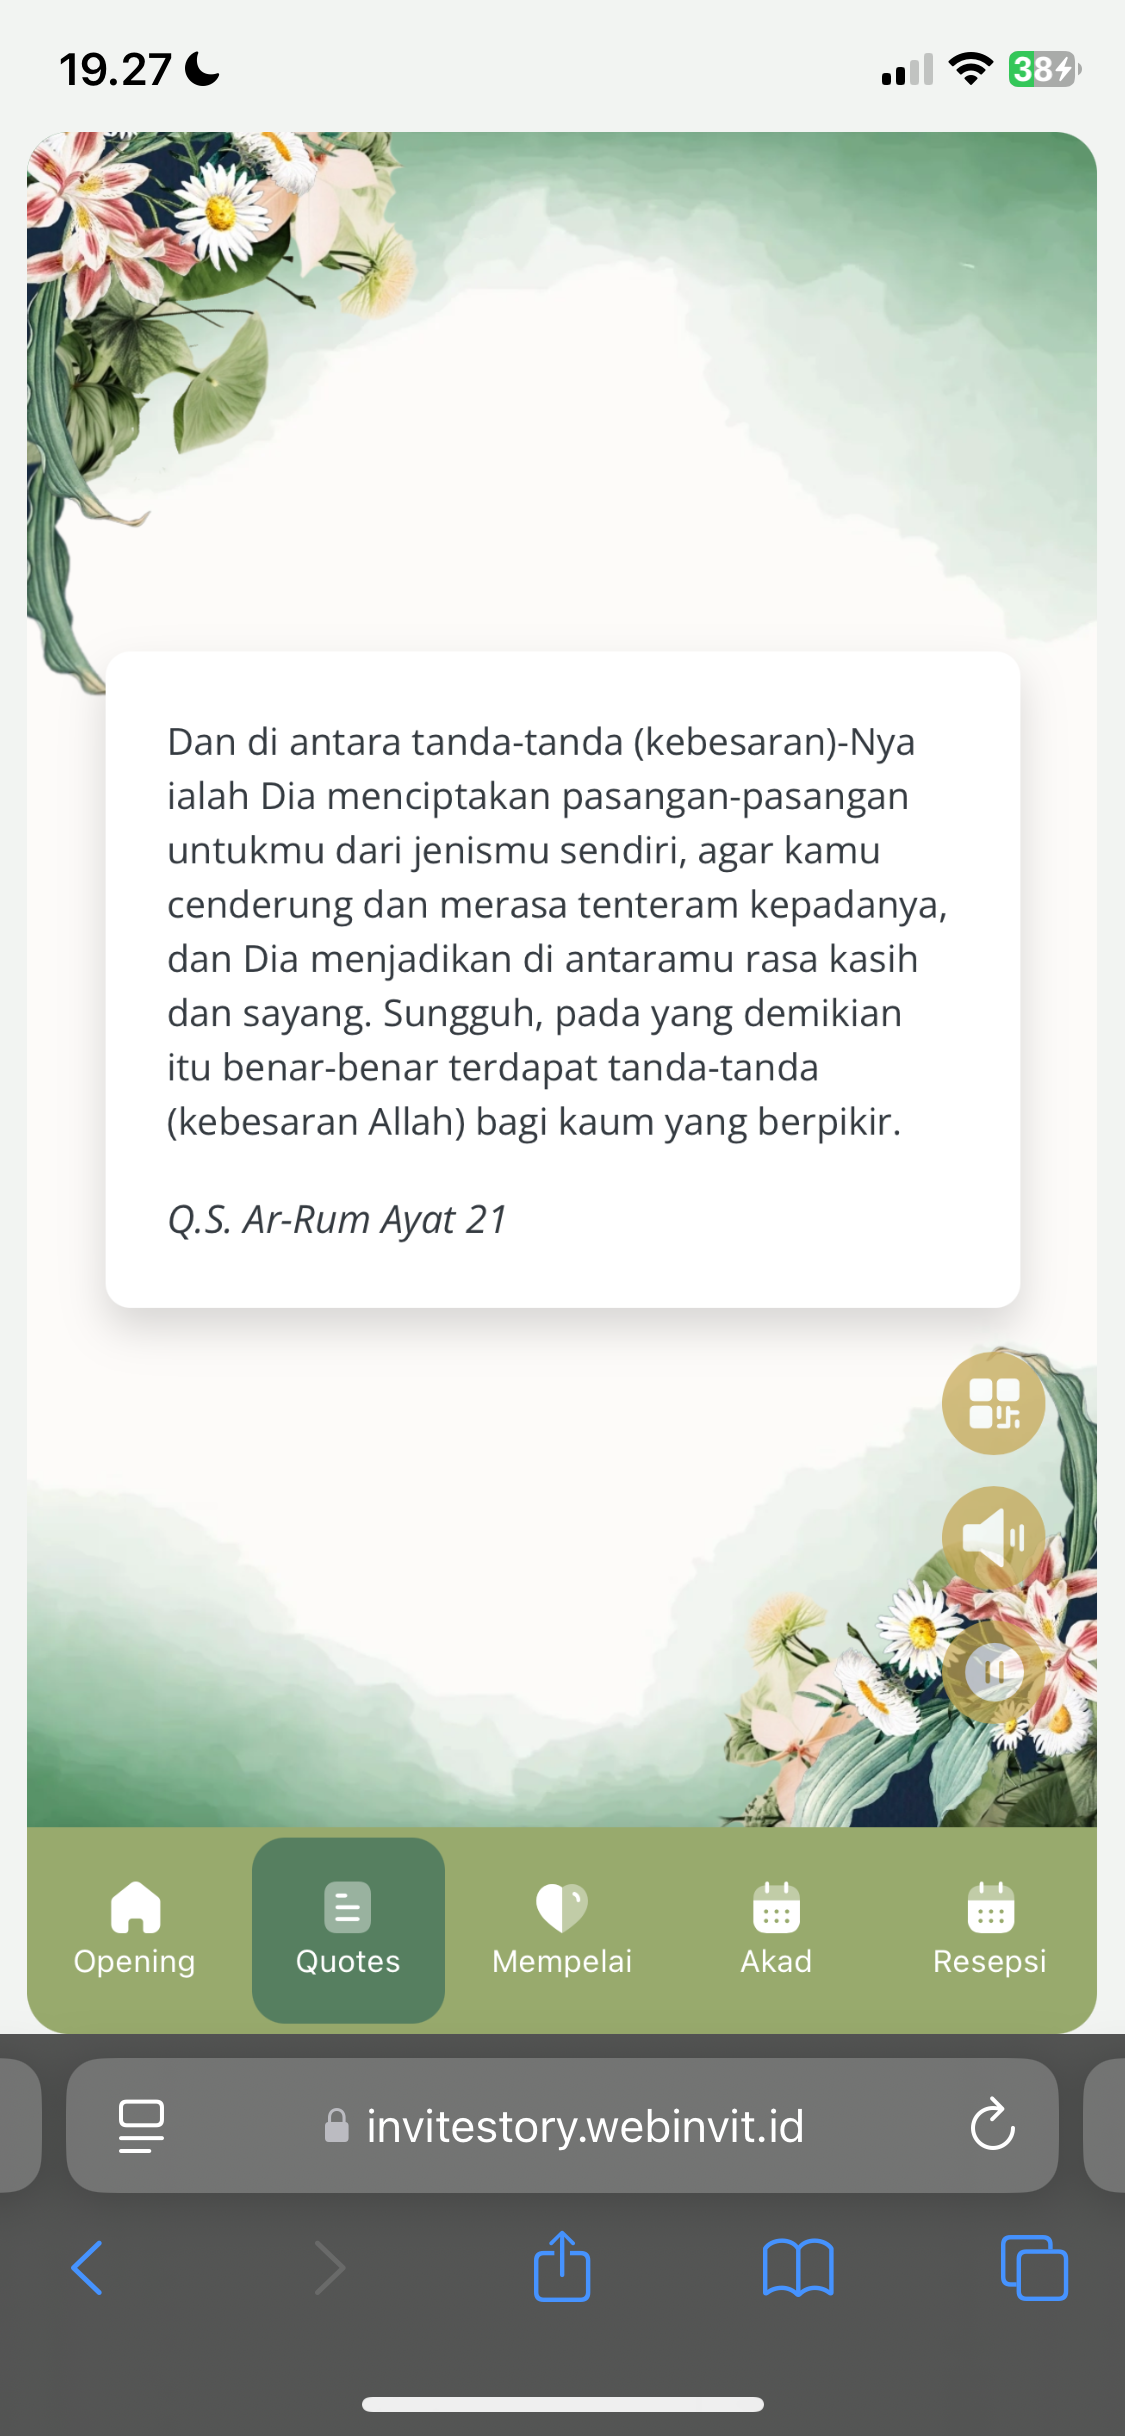 19.27
38
Dan di antara tanda-tanda (kebesaran)-Nya
ialah Dia menciptakan pasangan-pasangan
untukmu dari jenismu sendiri, agar kamu
cenderung dan merasa tenteram kepadanya,
dan Dia menjadikan di antaramu rasa kasih
dan sayang. Sungguh, pada yang demikian
itu benar-benar terdapat tanda-tanda
(kebesaran Allah) bagi kaum yang berpikir.
Q.S. Ar-Rum Ayat 21
Opening
Quotes
Mempelai
Akad
Resepsi
invitestory.webinvit.id